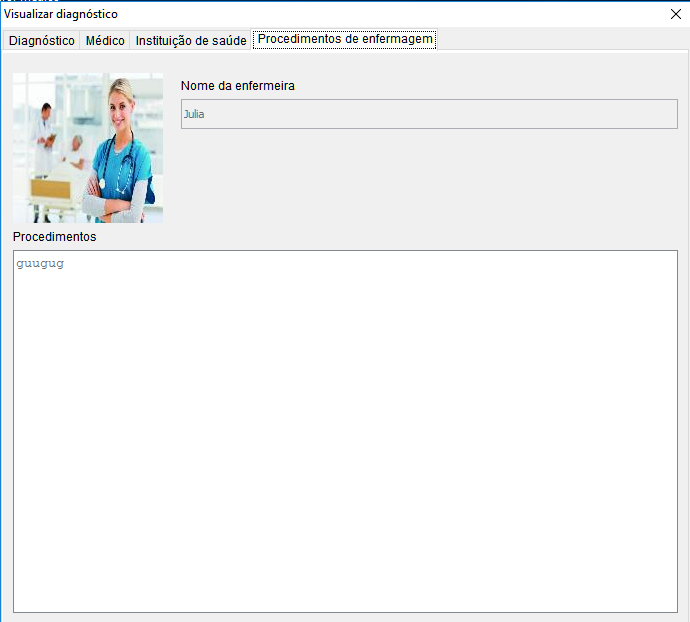 Visualizar diagnóstico
Diagnóstico Médico Instituição de saúde Procedimentos de enfermagem
Nome da enfermeira
Julia
Procedimentos
guugug